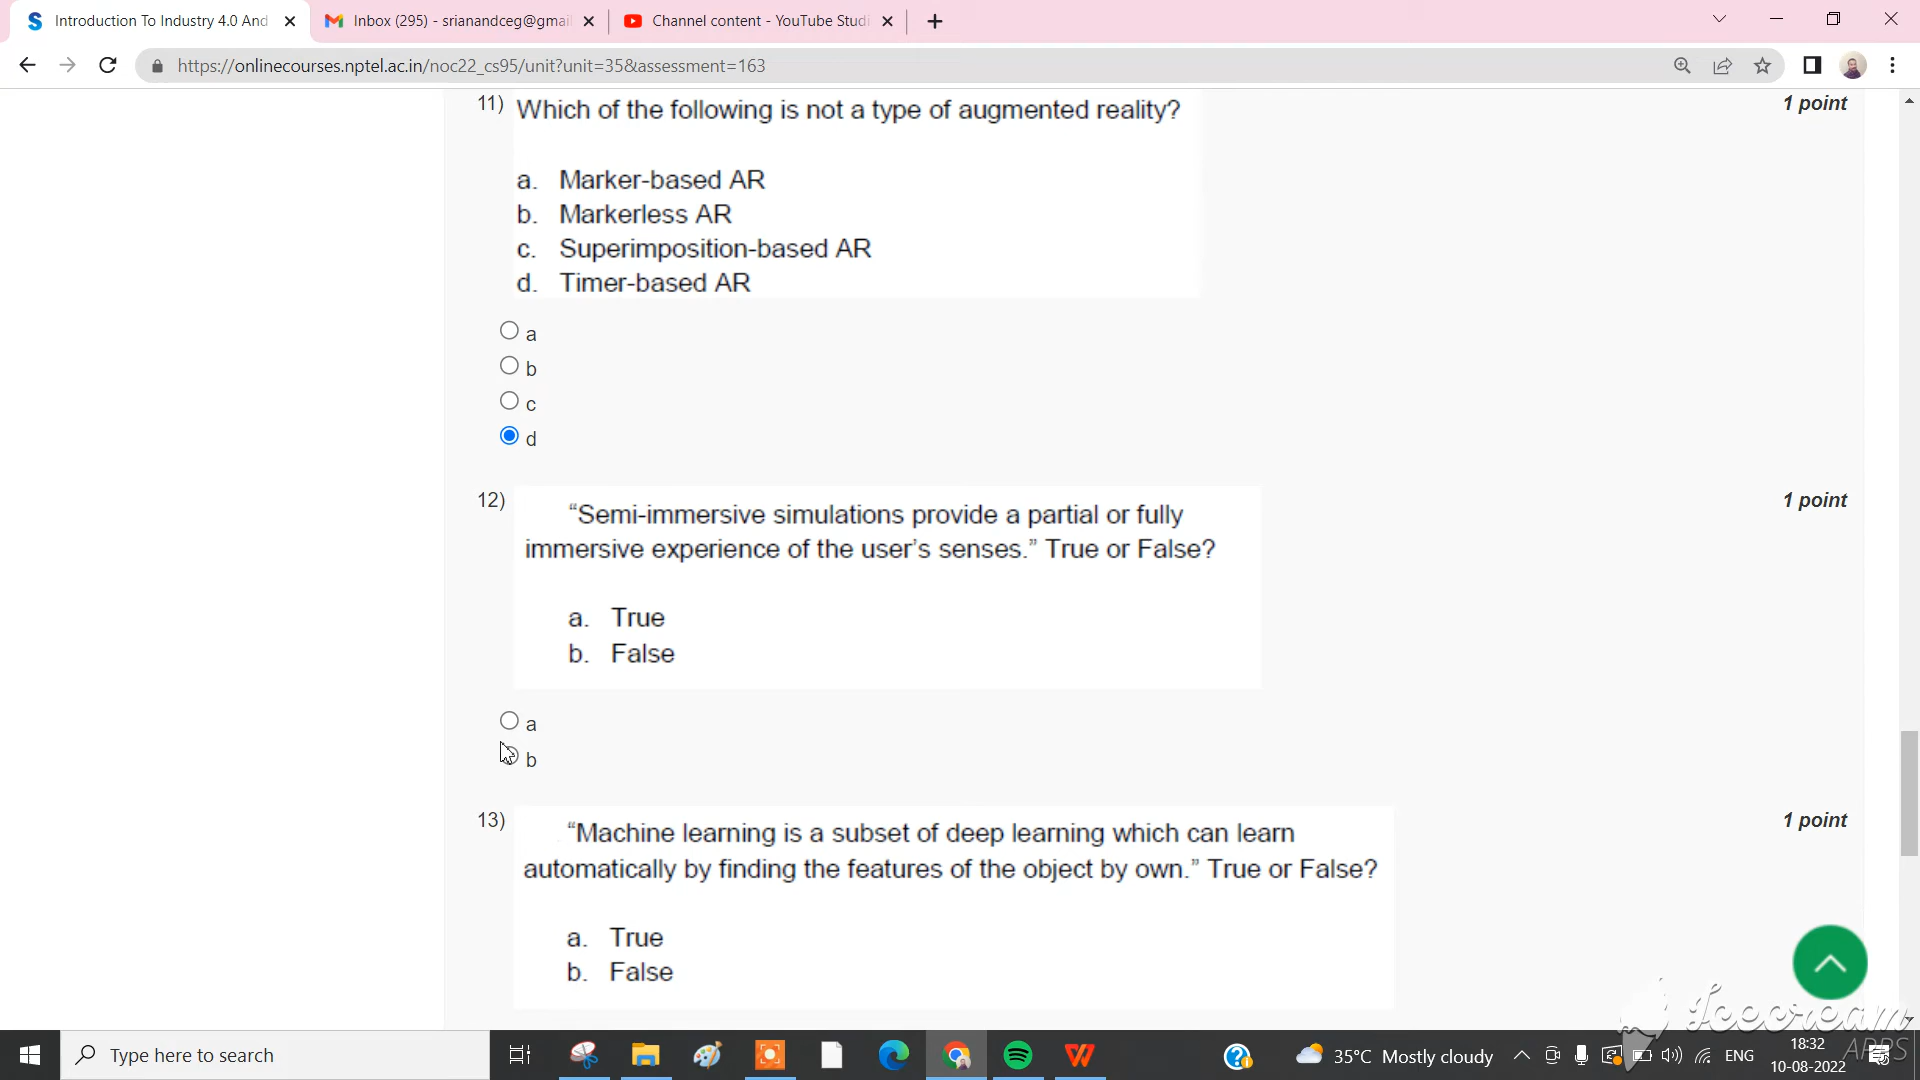 Introduction To Industry 4.0 And
Inbox (295) - srianandceg@gmai
Channel content - YouTube Studi
https://onlinecourses.nptel.ac.in/noc22_cs95/unit?unit=35&assessment=163
11) Which of the following is not a type of augmented reality? 1 point
a. Marker-based AR
b. Markerless AR
c. Superimposition-based AR
d. Timer-based AR
a
b
c
d
12) “Semi-immersive simulations provide a partial or fully 1 point
immersive experience of the user’s senses.” True or False?
a. True
b. False
a
b
13) “Machine learning is a subset of deep learning which can learn 1 point
automatically by finding the features of the object by own.” True or False?
a. True
b. False
Icecream
APPS
Type here to search
35°C Mostly cloudy
ENG
18:32
10-08-2022